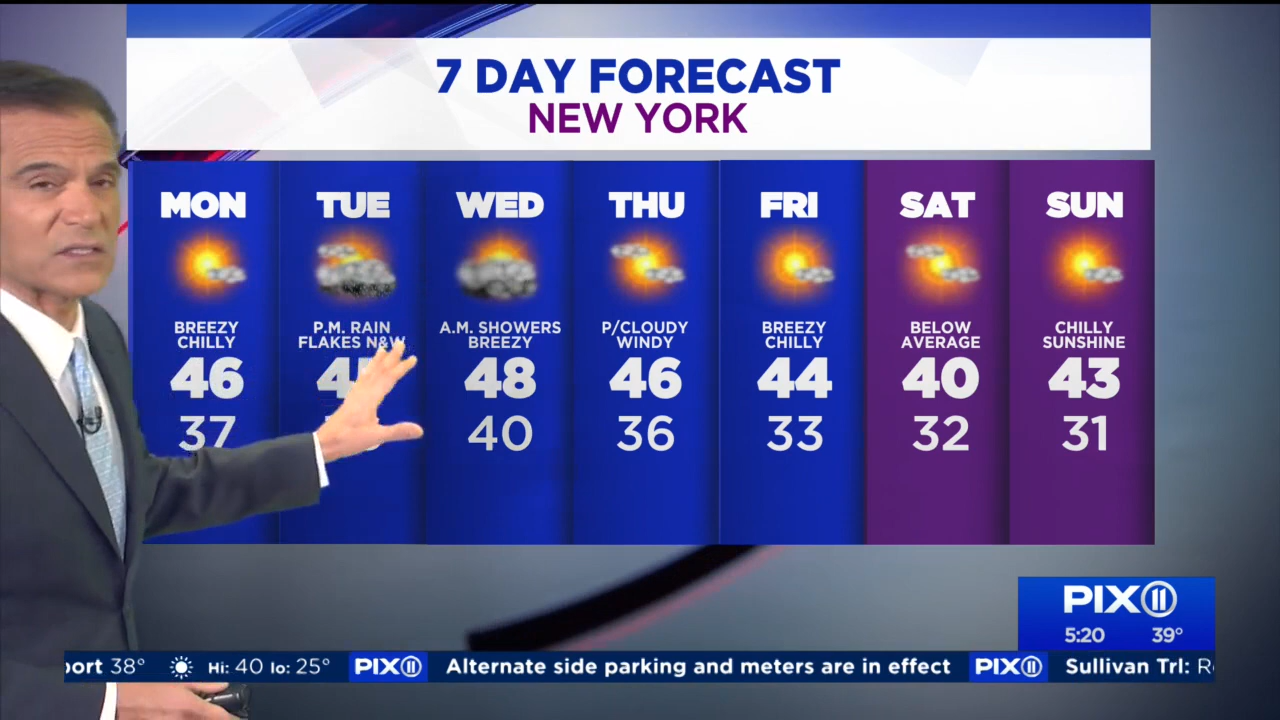 7 DAY FORECAST
NEW YORK
MON TUE WED THU FRI SAT SUN
BREEZY CHILLY
P.M. RAIN FLAKES N&W
A.M. SHOWERS BREEZY
P/CLOUDY WINDY
BREEZY CHILLY
BELOW AVERAGE
CHILLY SUNSHINE
46 48 46 44 40 43
37 40 36 33 32 31
PIX11
5:20 39°
38° Hi: 40 lo: 25° PIX11 Alternate side parking and meters are in effect PIX11 Sullivan Trl: